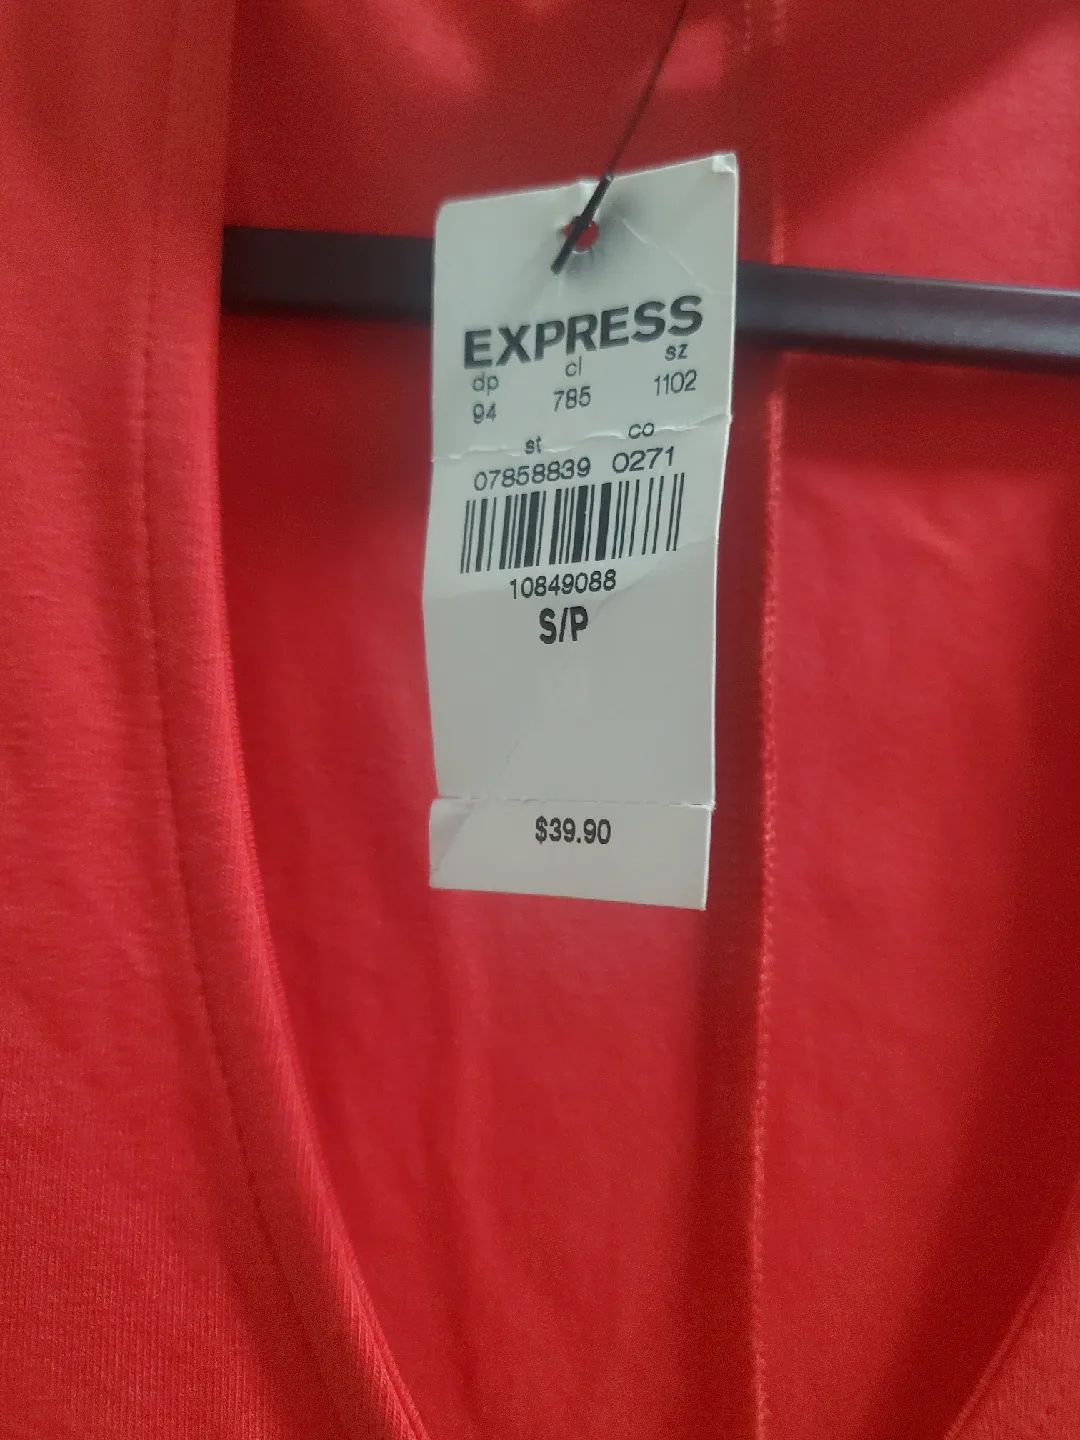 EXPRESS
dp cl sz
94 785 1102
st co
07858839 0271
10849088
S/P
$39.90